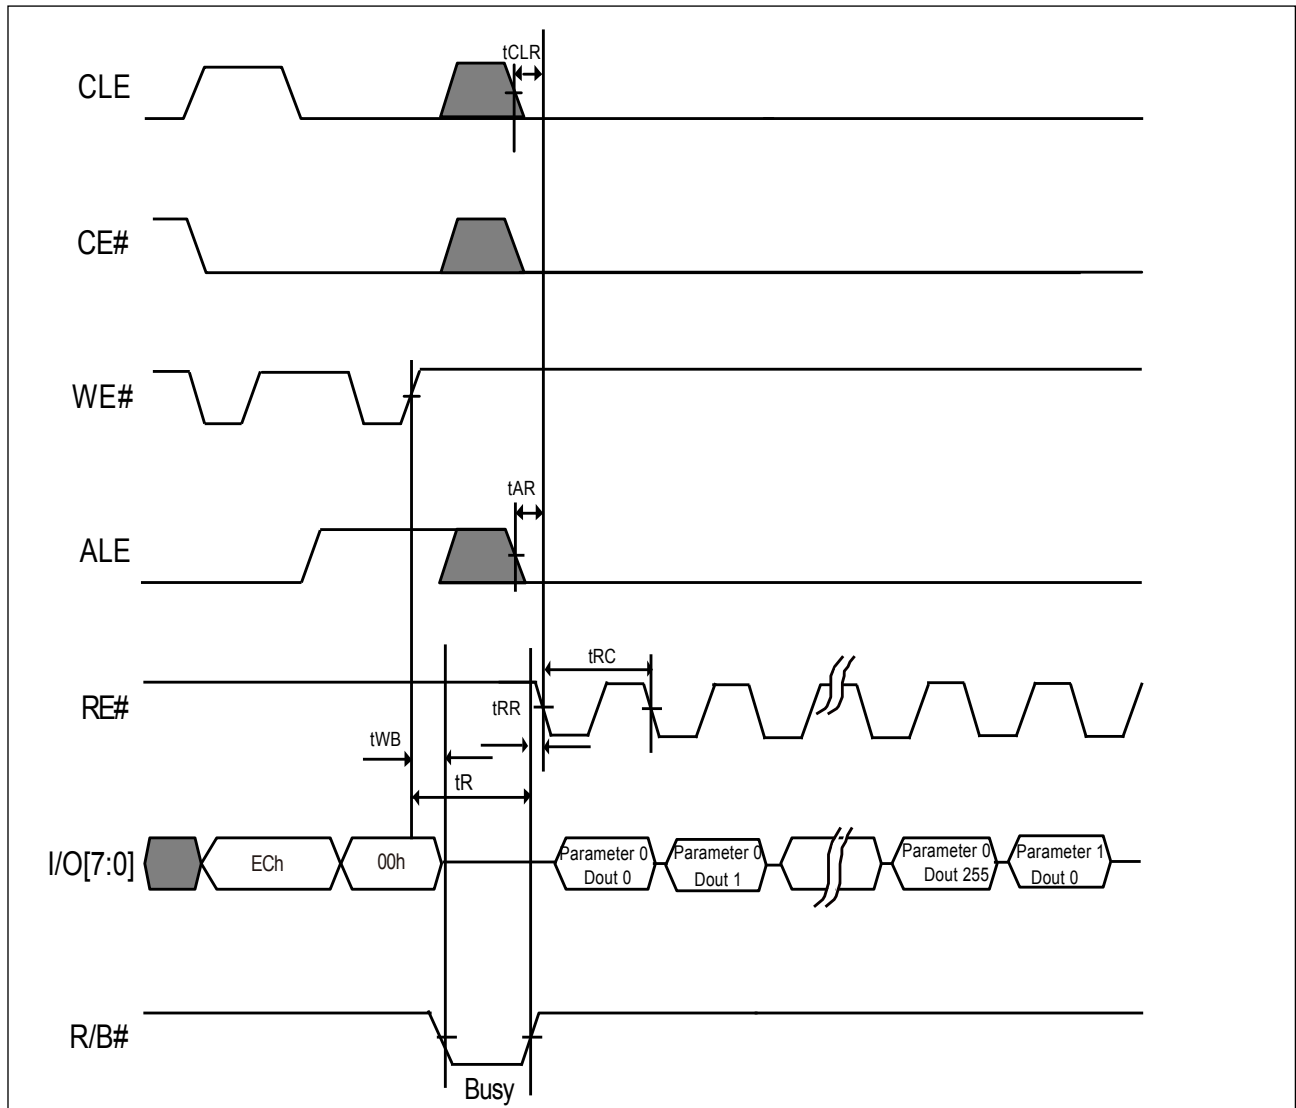 tCLR
CLE
CE#
WE#
tAR
ALE
tRC
RE#
tRR
tWB
tR
I/O[7:0]
ECh
00h
Parameter 0
Dout 0
Parameter 0
Dout 1
Parameter 0
Dout 255
Parameter 1
Dout 0
R/B#
Busy